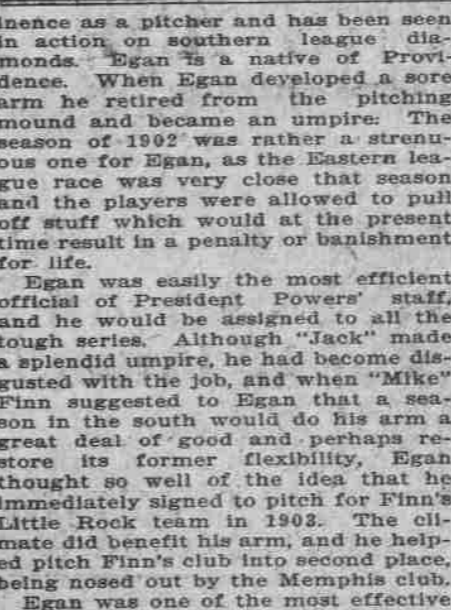 inence as a pitcher and has been seen
in action on southern league dia-
monds. Egan is a native of Provi-
dence. When Egan developed a sore
arm he retired from the pitching
mound and became an umpire: The
season of 1902 was rather a strenu-
ous one for Egan, as the Eastern lea-
gue race was very close that season
and the players were allowed to pull
off stuff which would at the present
time result in a penalty or banishment
for life.
Egan was easily the most efficient
official of President Powers' staff,
and he would be assigned to all the
tough series. Although "Jack" made
a splendid umpire, he had become dis-
gusted with the job, and when "Mike"
Finn suggested to Egan that a sea-
son in the south would do his arm a
great deal of good and perhaps re-
store its former flexibility, Egan
thought so well of the idea that he
immediately signed to pitch for Finn's
Little Rock team in 1903. The cli-
mate did benefit his arm, and he help-
ed pitch Finn's club into second place,
being nosed out by the Memphis club.
Egan was one of the most effective